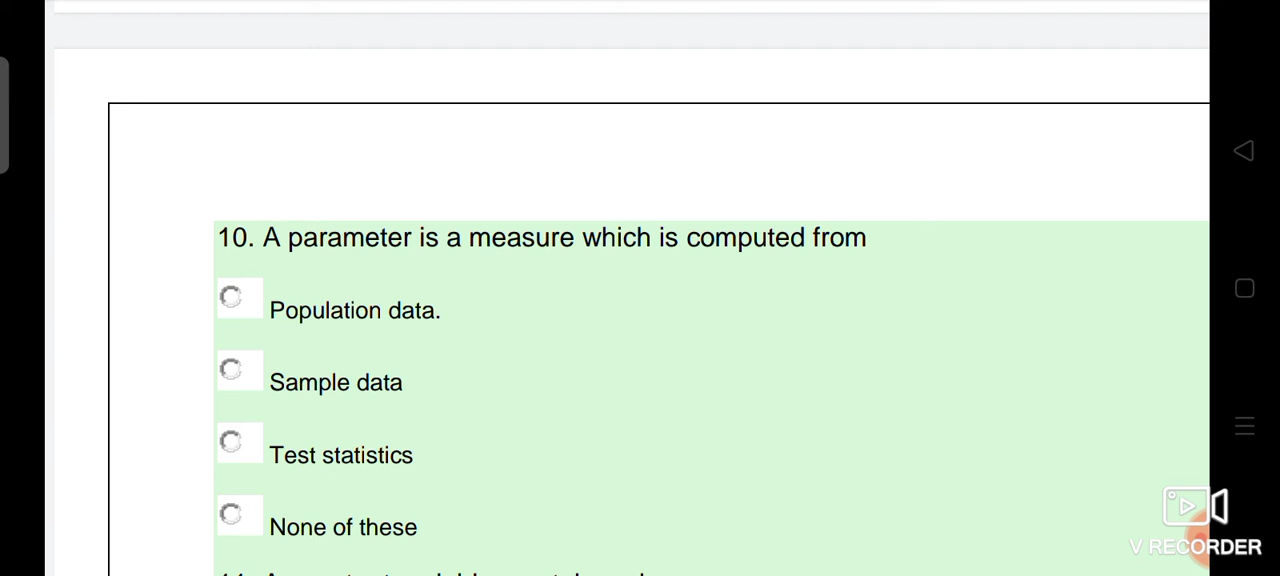 10. A parameter is a measure which is computed from
Population data.
Sample data
Test statistics
None of these
V RECORDER